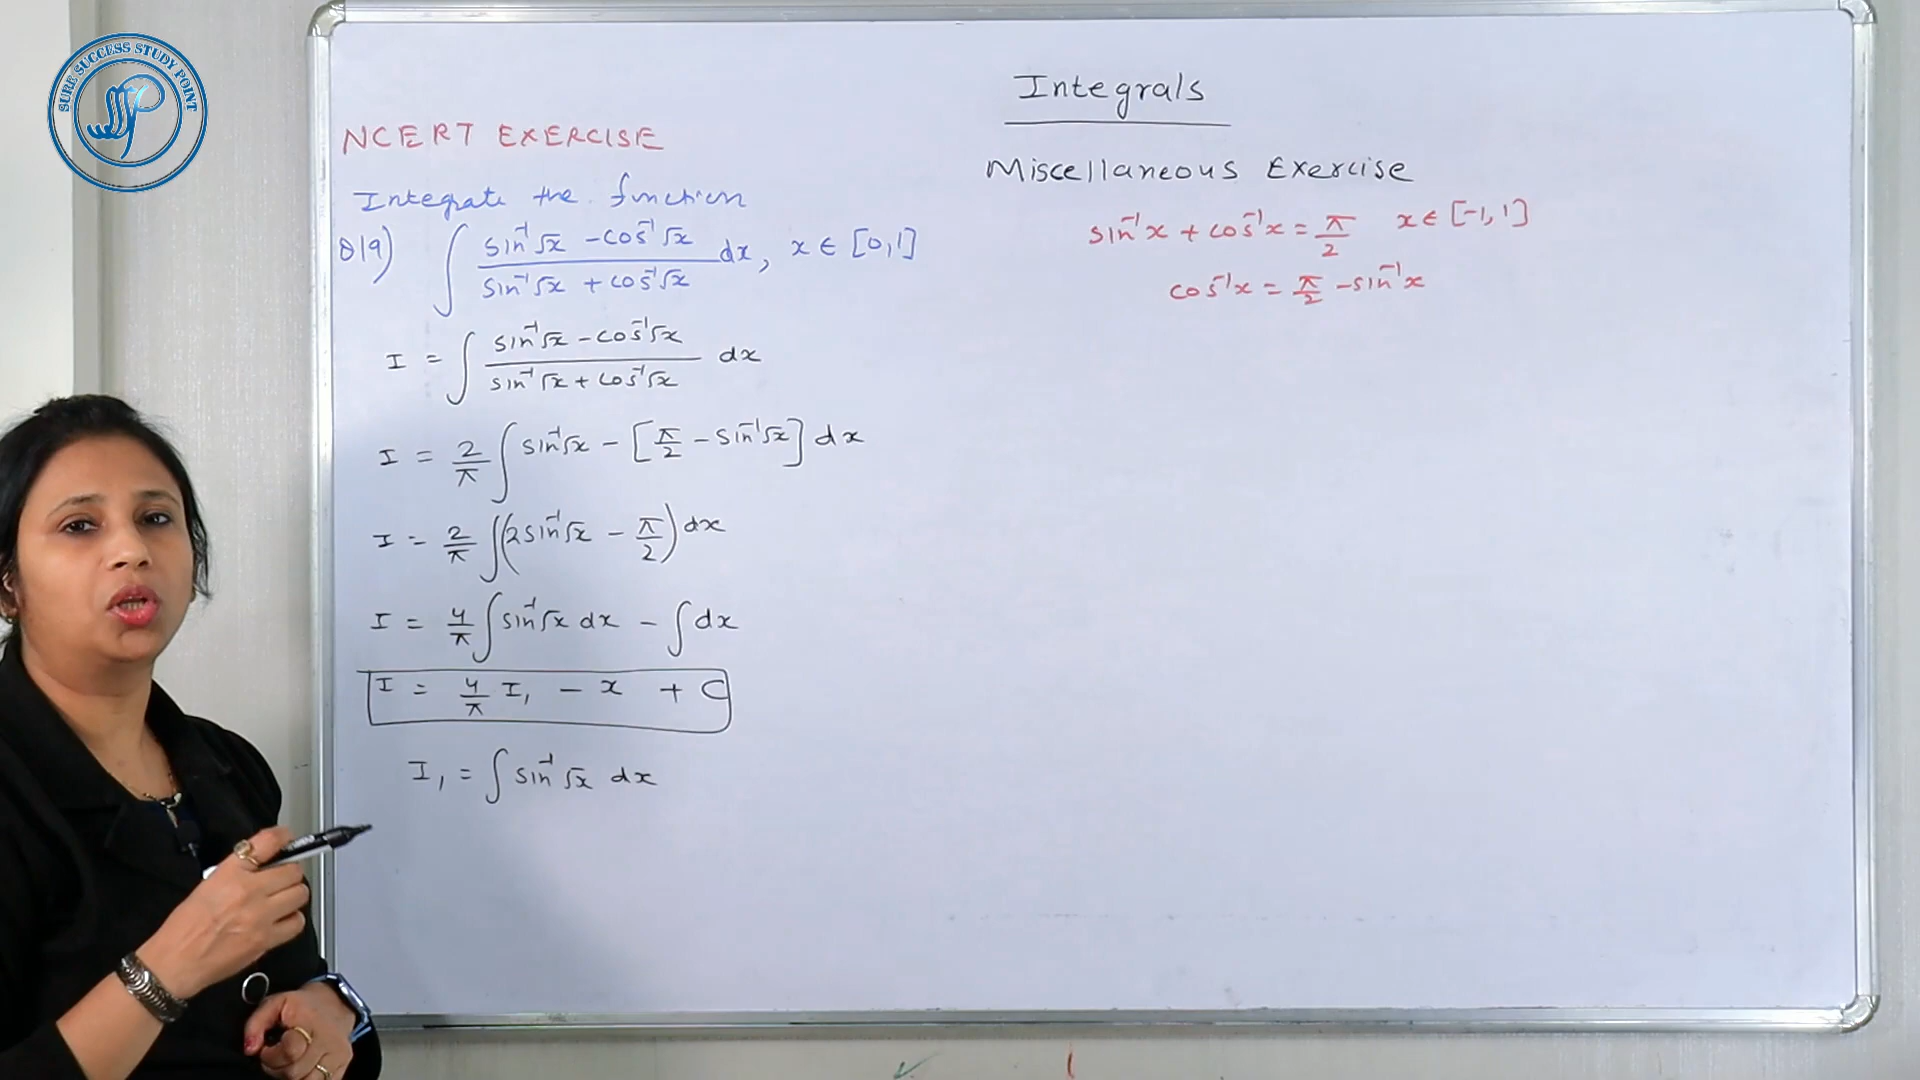 SURE SUCCESS STUDY POINT
SSP
Integrals
NCERT EXERCISE
Miscellaneous Exercise
Integrate the function
Q19) ∫ (sin⁻¹√x - cos⁻¹√x)/(sin⁻¹√x + cos⁻¹√x) dx, x ∈ [0,1]
I = ∫ (sin⁻¹√x - cos⁻¹√x)/(sin⁻¹√x + cos⁻¹√x) dx
I = 2/π ∫ sin⁻¹√x - [π/2 - sin⁻¹√x] dx
I = 2/π ∫(2sin⁻¹√x - π/2) dx
I = 4/π ∫ sin⁻¹√x dx - ∫ dx
I = 4/π I₁ - x + C
I₁ = ∫ sin⁻¹√x dx
sin⁻¹x + cos⁻¹x = π/2 x ∈ [-1, 1]
cos⁻¹x = π/2 - sin⁻¹x